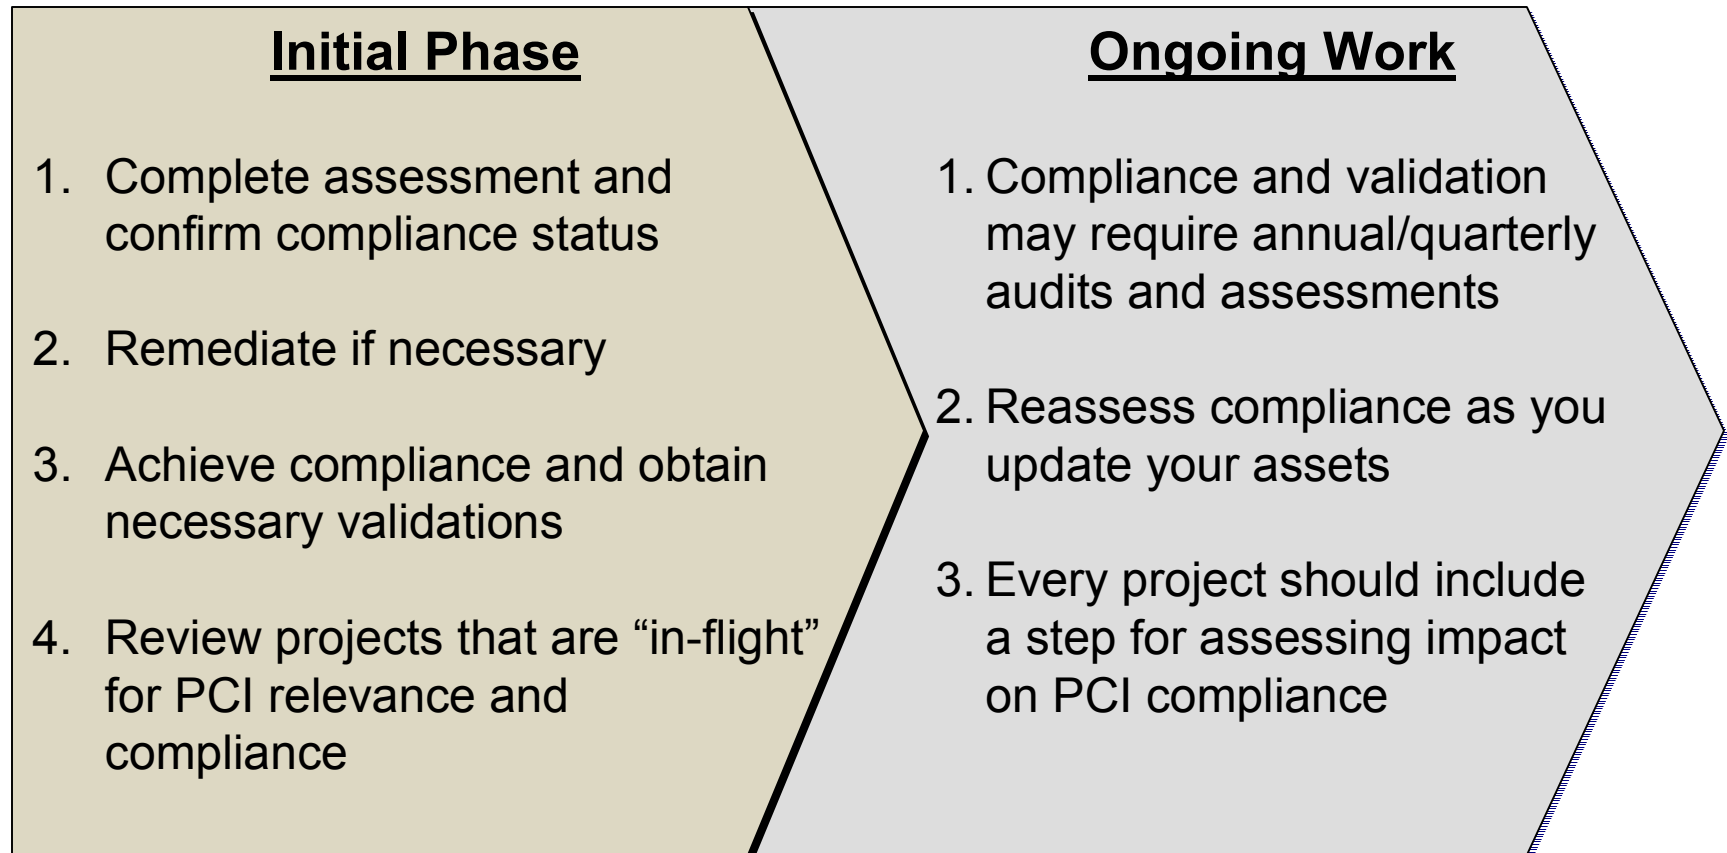 Initial Phase
1. Complete assessment and
confirm compliance status
2. Remediate if necessary
3. Achieve compliance and obtain
necessary validations
4. Review projects that are “in-flight”
for PCI relevance and
compliance
Ongoing Work
1. Compliance and validation
may require annual/quarterly
audits and assessments
2. Reassess compliance as you
update your assets
3. Every project should include
a step for assessing impact
on PCI compliance